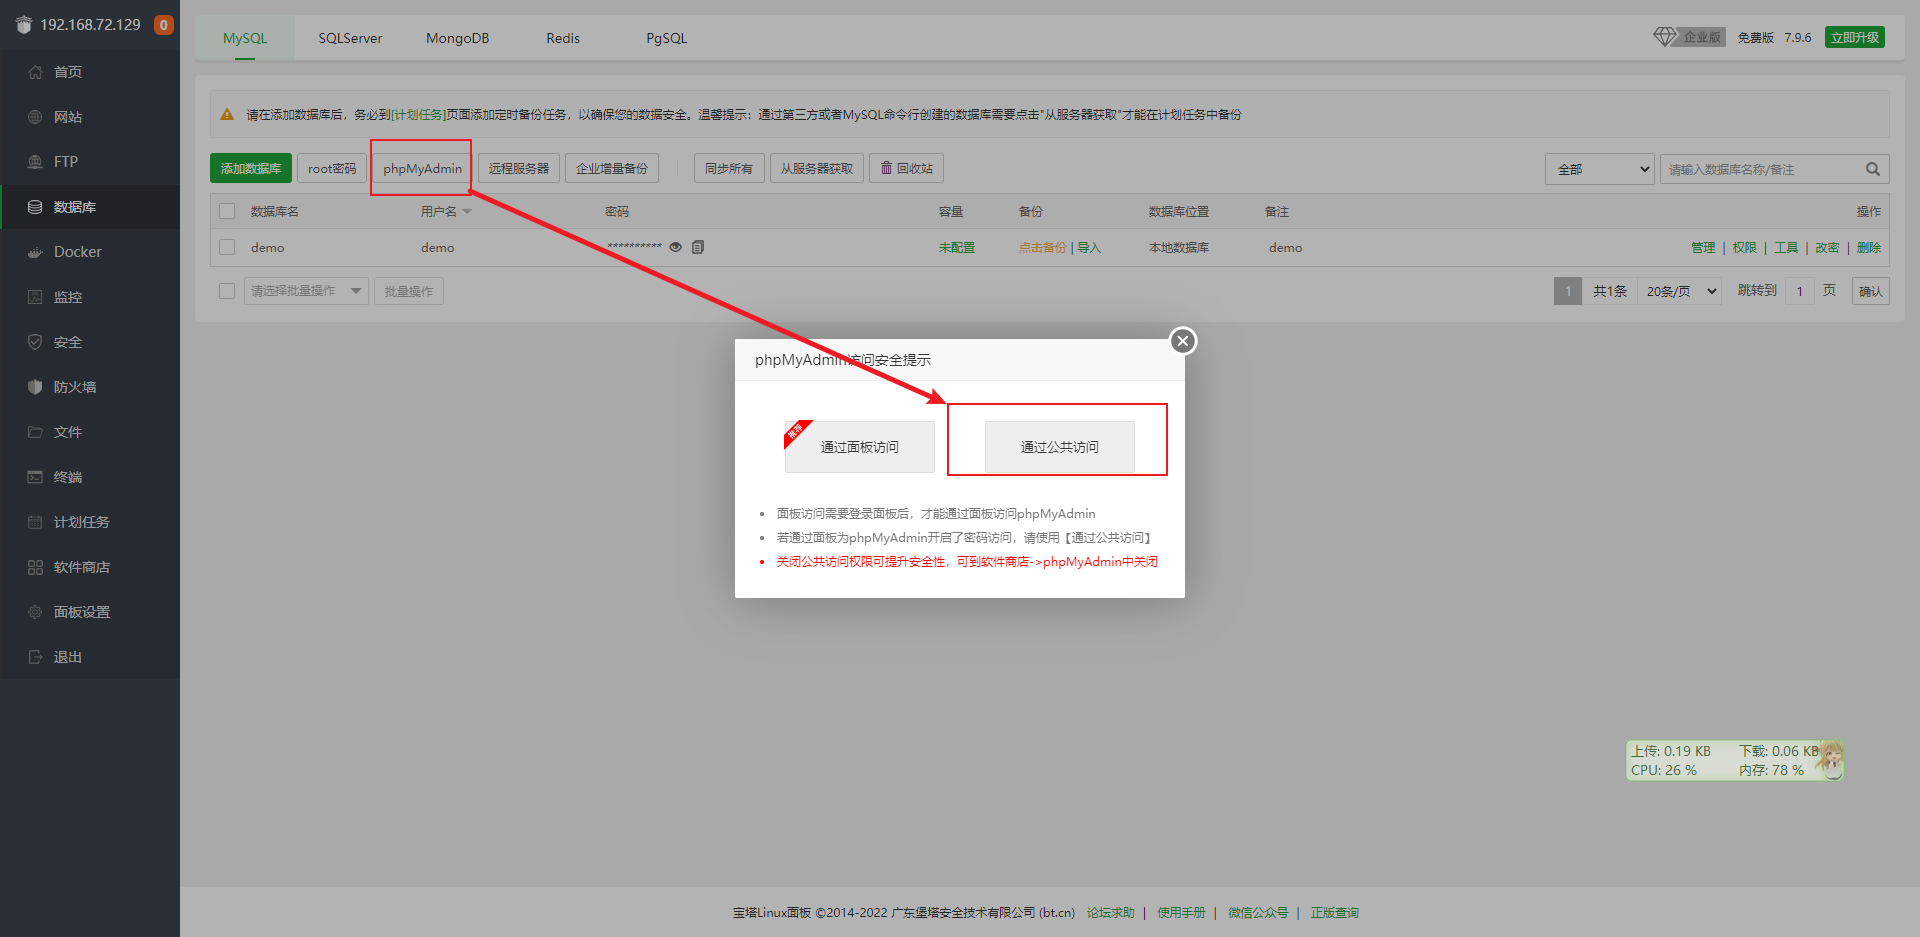 192.168.72.129 0
首页
网站
FTP
数据库
Docker
监控
安全
防火墙
文件
终端
计划任务
软件商店
面板设置
退出
MySQL SQLServer MongoDB Redis PgSQL
企业版 免费版 7.9.6 立即升级
请在添加数据库后，务必到[计划任务]页面添加定时备份任务，以确保您的数据安全。温馨提示：通过第三方或者MySQL命令行创建的数据库需要点击"从服务器获取"才能在计划任务中备份
添加数据库 root密码 phpMyAdmin 远程服务器 企业增量备份 同步所有 从服务器获取 回收站 全部 请输入数据库名称/备注
数据库名 用户名 密码 容量 备份 数据库位置 备注 操作
demo demo ********** 未配置 点击备份 | 导入 本地数据库 demo 管理 | 权限 | 工具 | 改密 | 删除
请选择批量操作 批量操作 1 共1条 20条/页 跳转到 1 页 确认
phpMyAdmin访问安全提示
推荐
通过面板访问 通过公共访问
面板访问需要登录面板后，才能通过面板访问phpMyAdmin
若通过面板为phpMyAdmin开启了密码访问，请使用【通过公共访问】
关闭公共访问权限可提升安全性，可到软件商店->phpMyAdmin中关闭
上传: 0.19 KB 下载: 0.06 KB
CPU: 26 % 内存: 78 %
宝塔Linux面板 ©2014-2022 广东堡塔安全技术有限公司 (bt.cn) 论坛求助 | 使用手册 | 微信公众号 | 正版查询